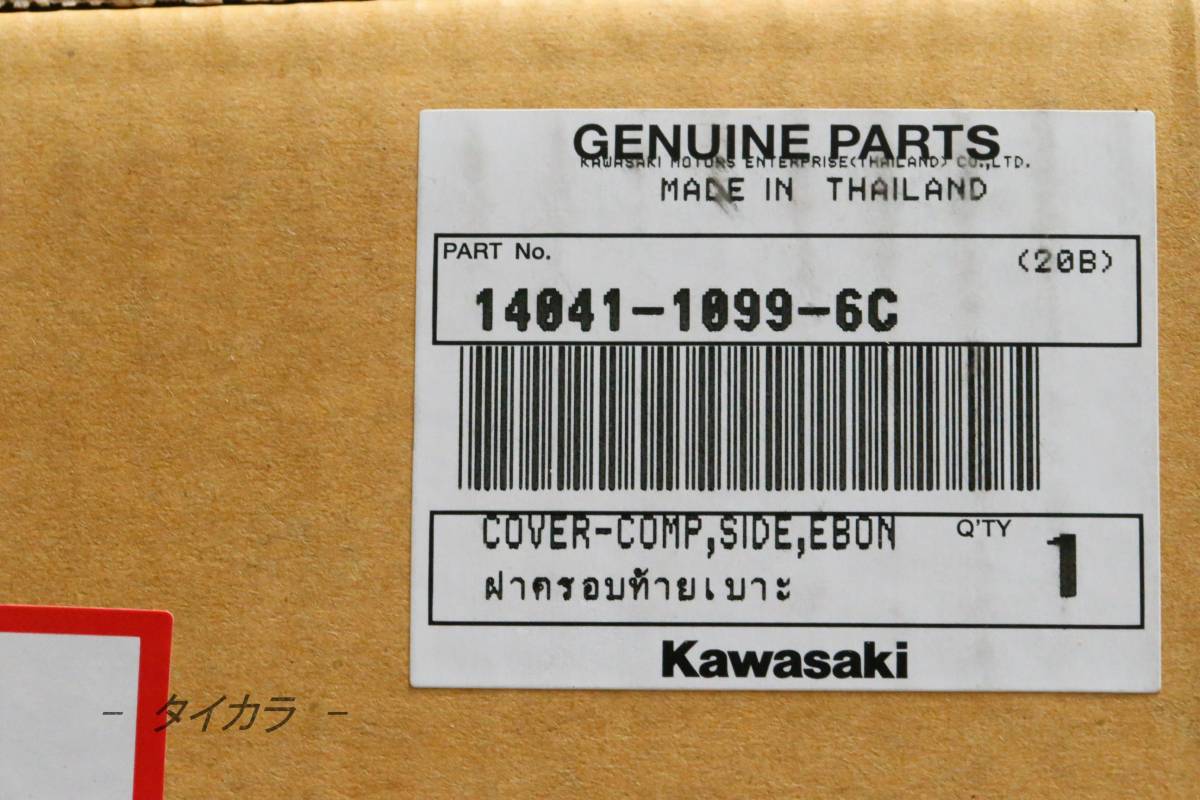 GENUINE PARTS
KAWASAKI MOTORS ENTERPRISE(THAILAND) CO.,LTD.
MADE IN THAILAND
PART No.
(20B)
14041-1099-6C
COVER-COMP,SIDE,EBON
Q'TY
1
ฝาครอบท้ายเบาะ
Kawasaki
- タイカラ -